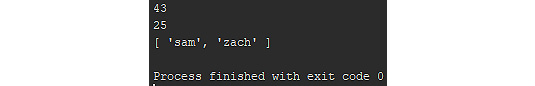 43
25
[ 'sam', 'zach' ]
Process finished with exit code 0